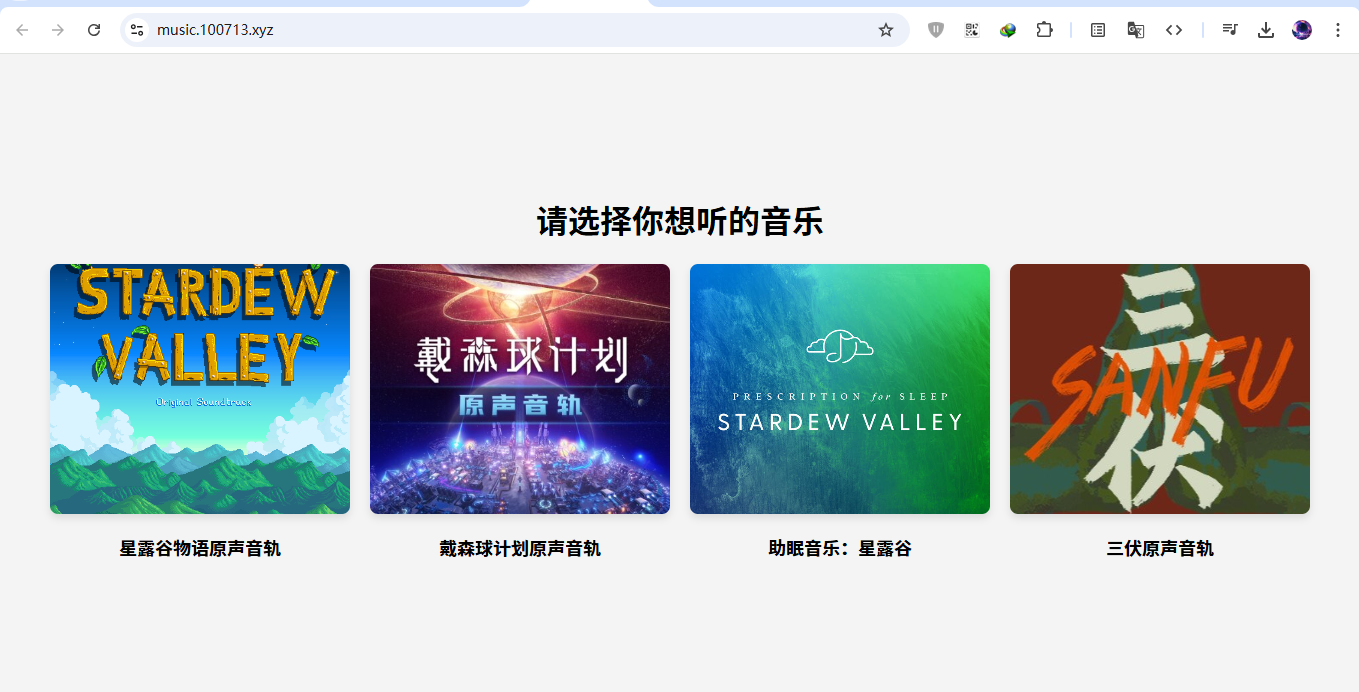 music.100713.xyz
请选择你想听的音乐
STARDEW
VALLEY
Original Soundtrack
戴森球计划
原声音轨
PRESCRIPTION for SLEEP
STARDEW VALLEY
三伏
SANFU
星露谷物语原声音轨
戴森球计划原声音轨
助眠音乐：星露谷
三伏原声音轨